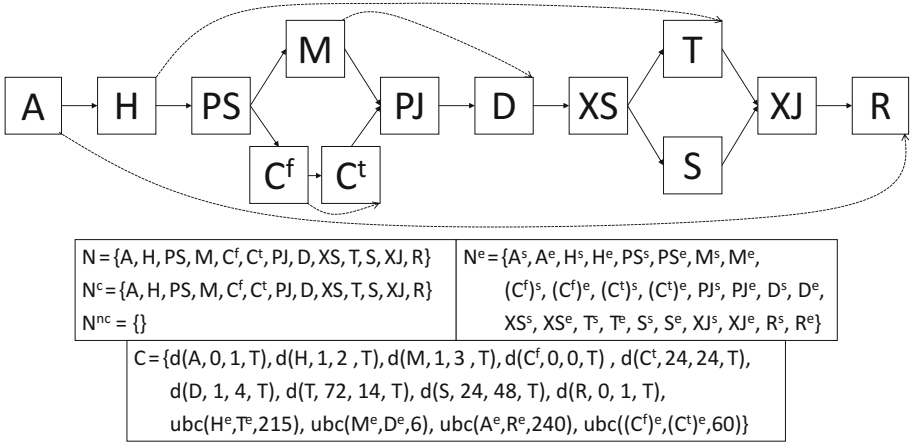 M
T
A
H
PS
PJ
D
XS
XJ
R
Cᶠ
Cᵗ
S
N = {A, H, PS, M, Cᶠ, Cᵗ, PJ, D, XS, T, S, XJ, R}
Nᶜ = {A, H, PS, M, Cᶠ, Cᵗ, PJ, D, XS, T, S, XJ, R}
Nⁿᶜ = {}
Nᵉ = {Aˢ, Aᵉ, Hˢ, Hᵉ, PSˢ, PSᵉ, Mˢ, Mᵉ,
(Cᶠ)ˢ, (Cᶠ)ᵉ, (Cᵗ)ˢ, (Cᵗ)ᵉ, PJˢ, PJᵉ, Dˢ, Dᵉ,
XSˢ, XSᵉ, Tˢ, Tᵉ, Sˢ, Sᵉ, XJˢ, XJᵉ, Rˢ, Rᵉ}
C = {d(A, 0, 1, T), d(H, 1, 2 , T), d(M, 1, 3 , T), d(Cᶠ, 0, 0, T) , d(Cᵗ, 24, 24, T),
d(D, 1, 4, T), d(T, 72, 14, T), d(S, 24, 48, T), d(R, 0, 1, T),
ubc(Hᵉ,Tᵉ,215), ubc(Mᵉ,Dᵉ,6), ubc(Aᵉ,Rᵉ,240), ubc((Cᶠ)ᵉ,(Cᵗ)ᵉ,60)}